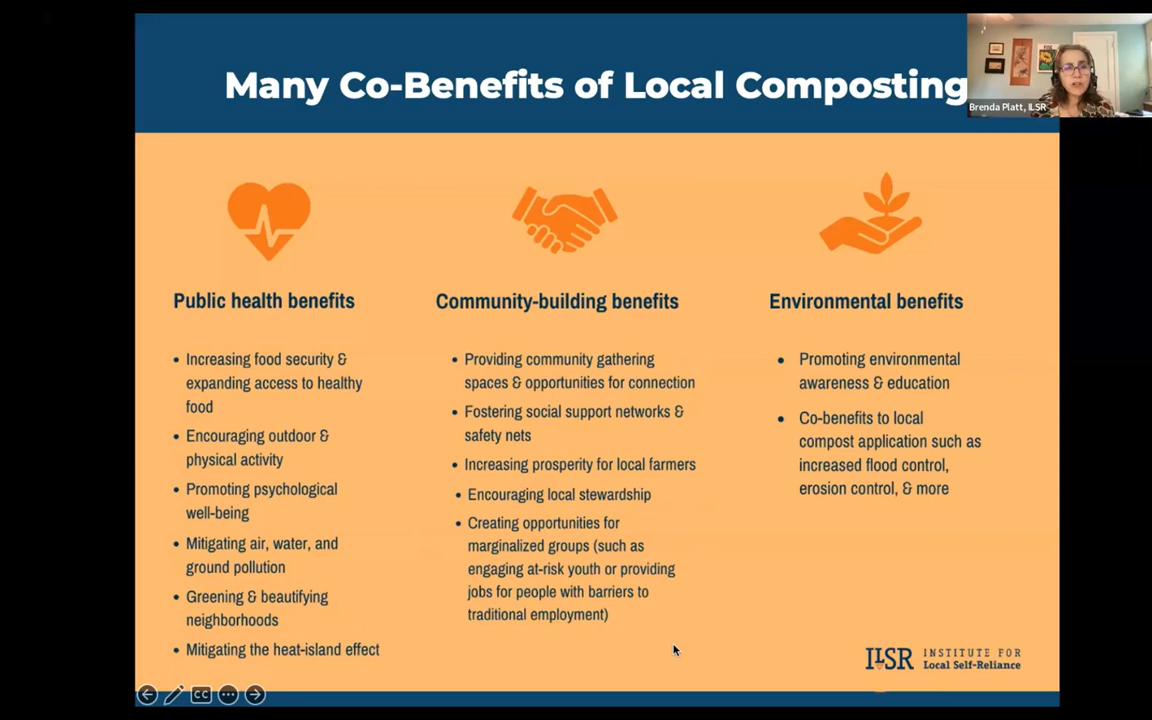 Many Co-Benefits of Local Composting
Brenda Platt, ILSR
Public health benefits
• Increasing food security &
expanding access to healthy
food
• Encouraging outdoor &
physical activity
• Promoting psychological
well-being
• Mitigating air, water, and
ground pollution
• Greening & beautifying
neighborhoods
• Mitigating the heat-island effect
Community-building benefits
• Providing community gathering
spaces & opportunities for connection
• Fostering social support networks &
safety nets
• Increasing prosperity for local farmers
• Encouraging local stewardship
• Creating opportunities for
marginalized groups (such as
engaging at-risk youth or providing
jobs for people with barriers to
traditional employment)
Environmental benefits
• Promoting environmental
awareness & education
• Co-benefits to local
compost application such as
increased flood control,
erosion control, & more
ILSR
INSTITUTE FOR
Local Self-Reliance
CC